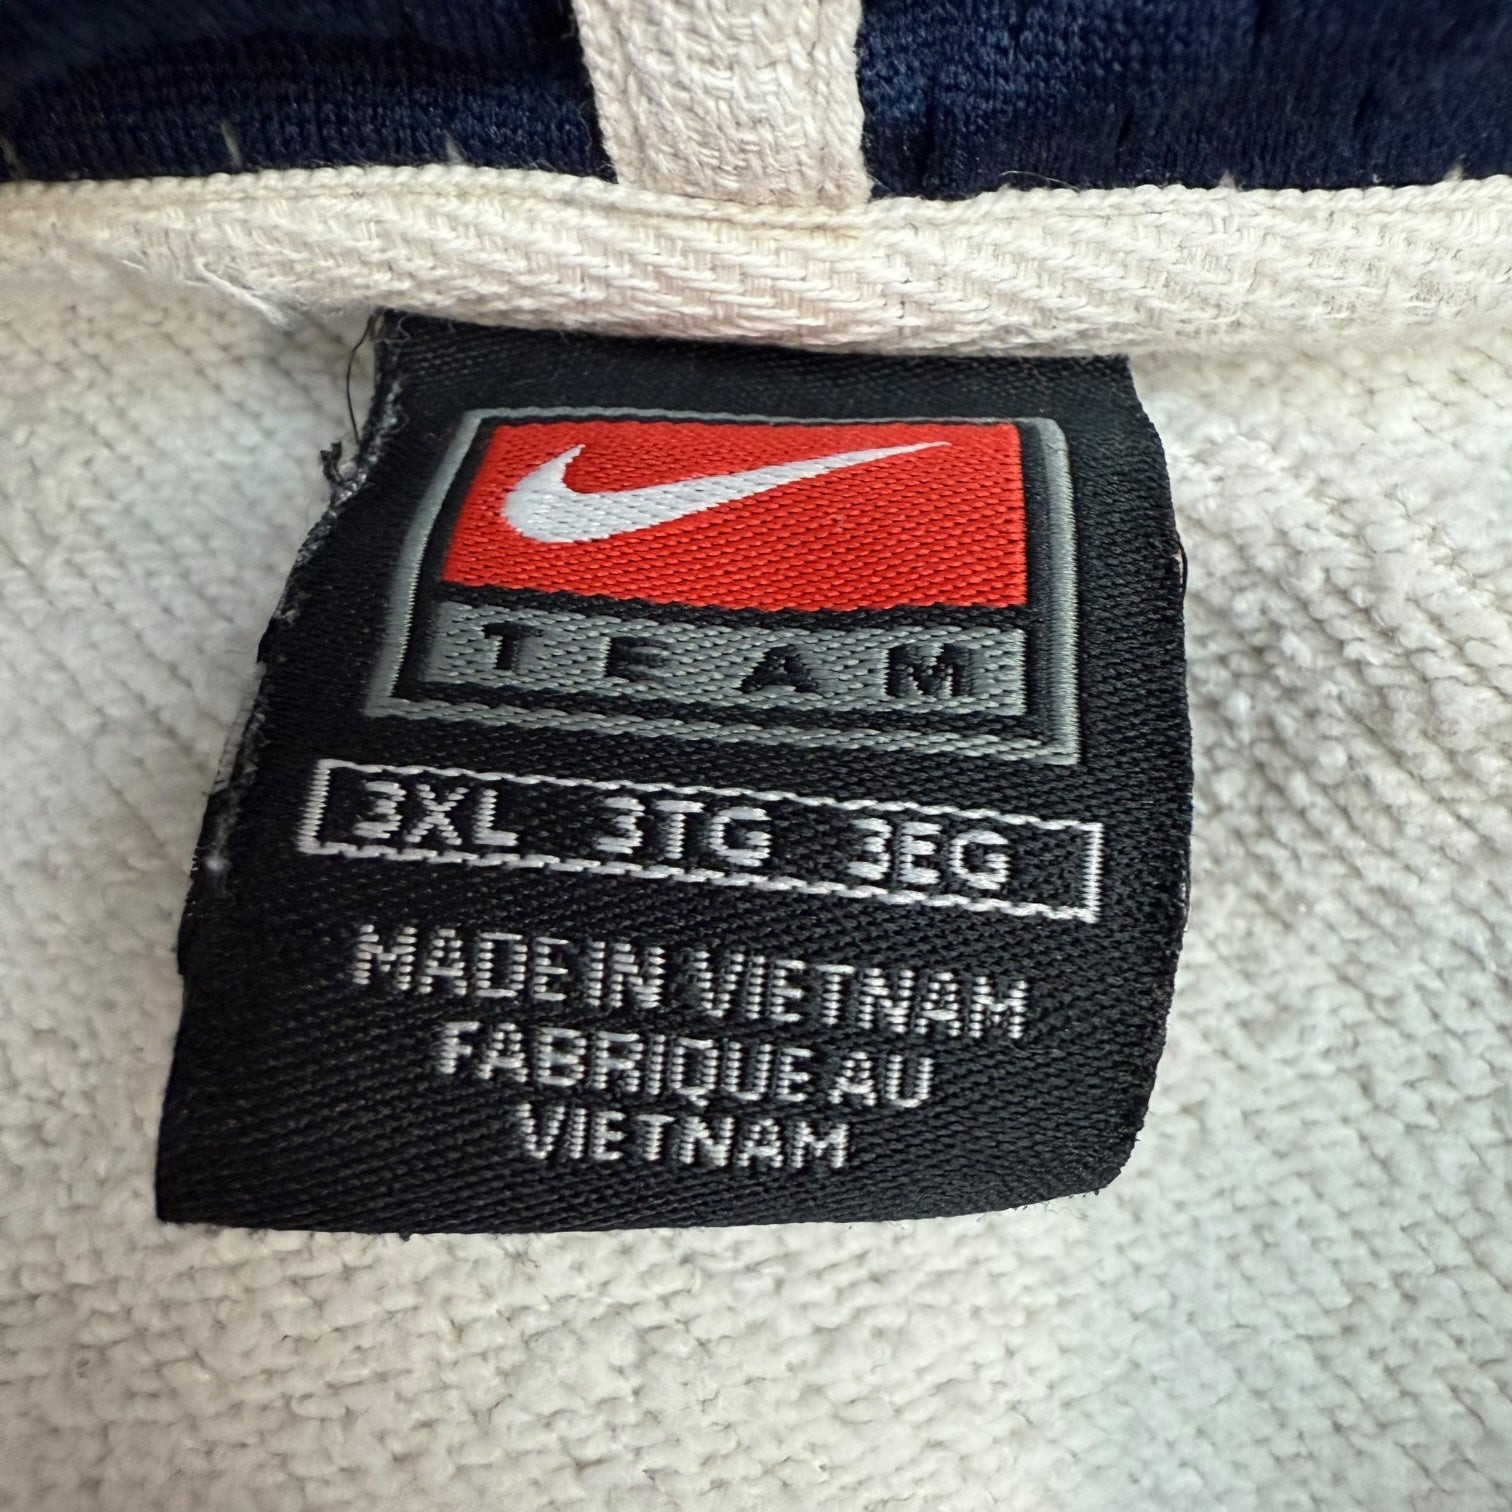 TEAM
3XL 3TG 3EG
MADE IN VIETNAM
FABRIQUE AU
VIETNAM